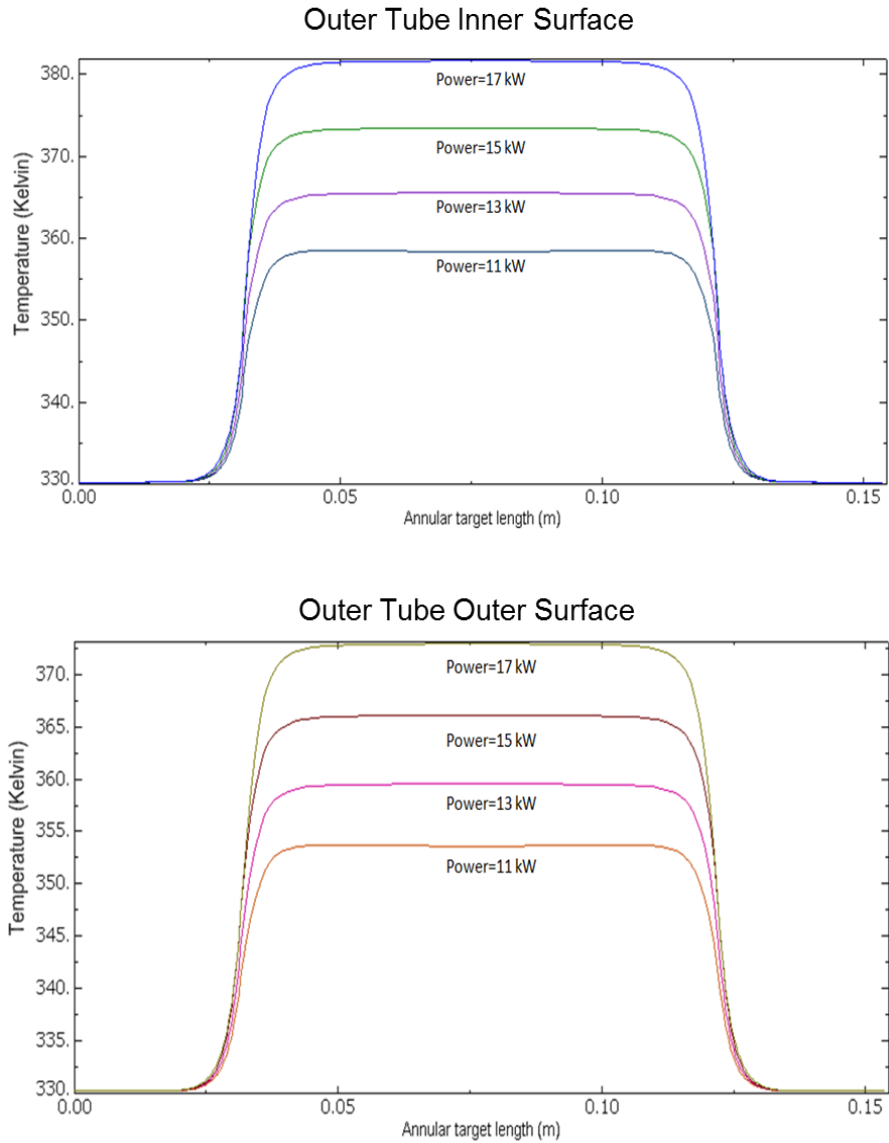 Outer Tube Inner Surface
Temperature (Kelvin)
380.
370.
360.
350.
340.
330.
Power=17 kW
Power=15 kW
Power=13 kW
Power=11 kW
0.00 0.05 0.10 0.15
Annular target length (m)
Outer Tube Outer Surface
Temperature (Kelvin)
370.
365.
360.
355.
350.
345.
340.
335.
330.
Power=17 kW
Power=15 kW
Power=13 kW
Power=11 kW
0.00 0.05 0.10 0.15
Annular target length (m)